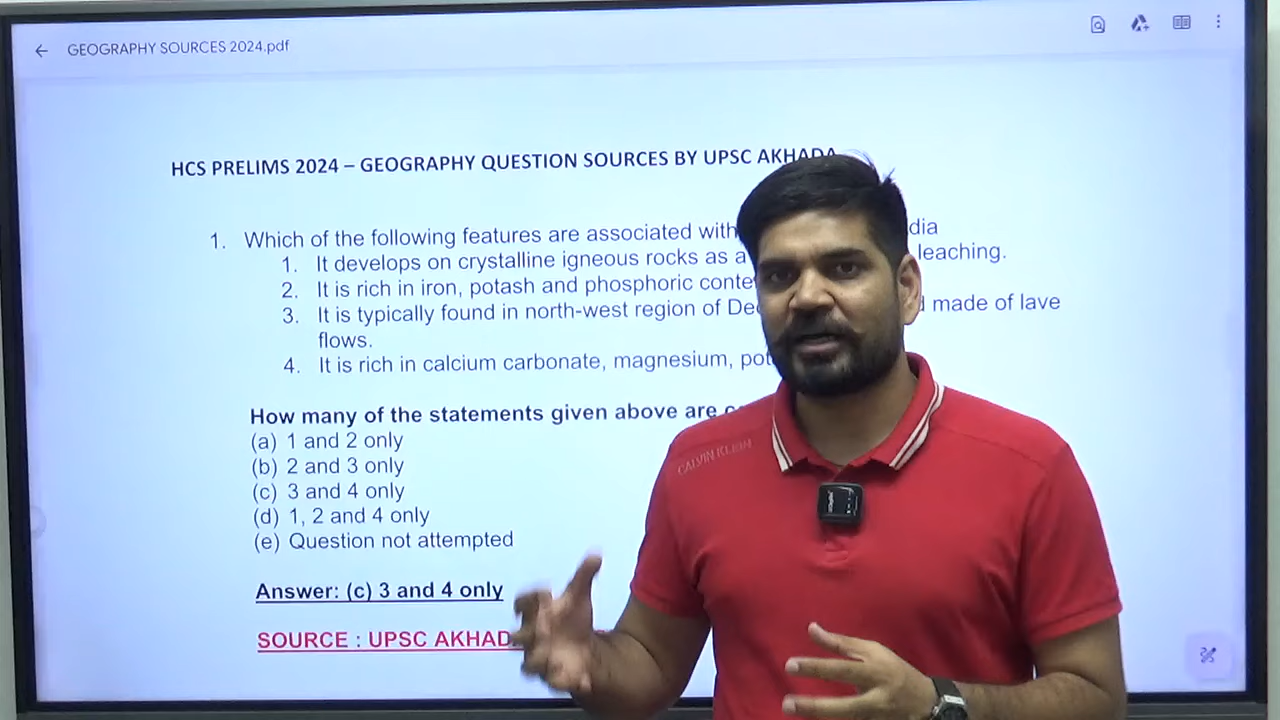 GEOGRAPHY SOURCES 2024.pdf
HCS PRELIMS 2024 – GEOGRAPHY QUESTION SOURCES BY UPSC AKHADA
1. Which of the following features are associated with dia
1. It develops on crystalline igneous rocks as a leaching.
2. It is rich in iron, potash and phosphoric conte
3. It is typically found in north-west region of De made of lave
flows.
4. It is rich in calcium carbonate, magnesium, pot
How many of the statements given above are c
(a) 1 and 2 only
(b) 2 and 3 only
(c) 3 and 4 only
(d) 1, 2 and 4 only
(e) Question not attempted
Answer: (c) 3 and 4 only
SOURCE : UPSC AKHAD
CALVIN KLEIN